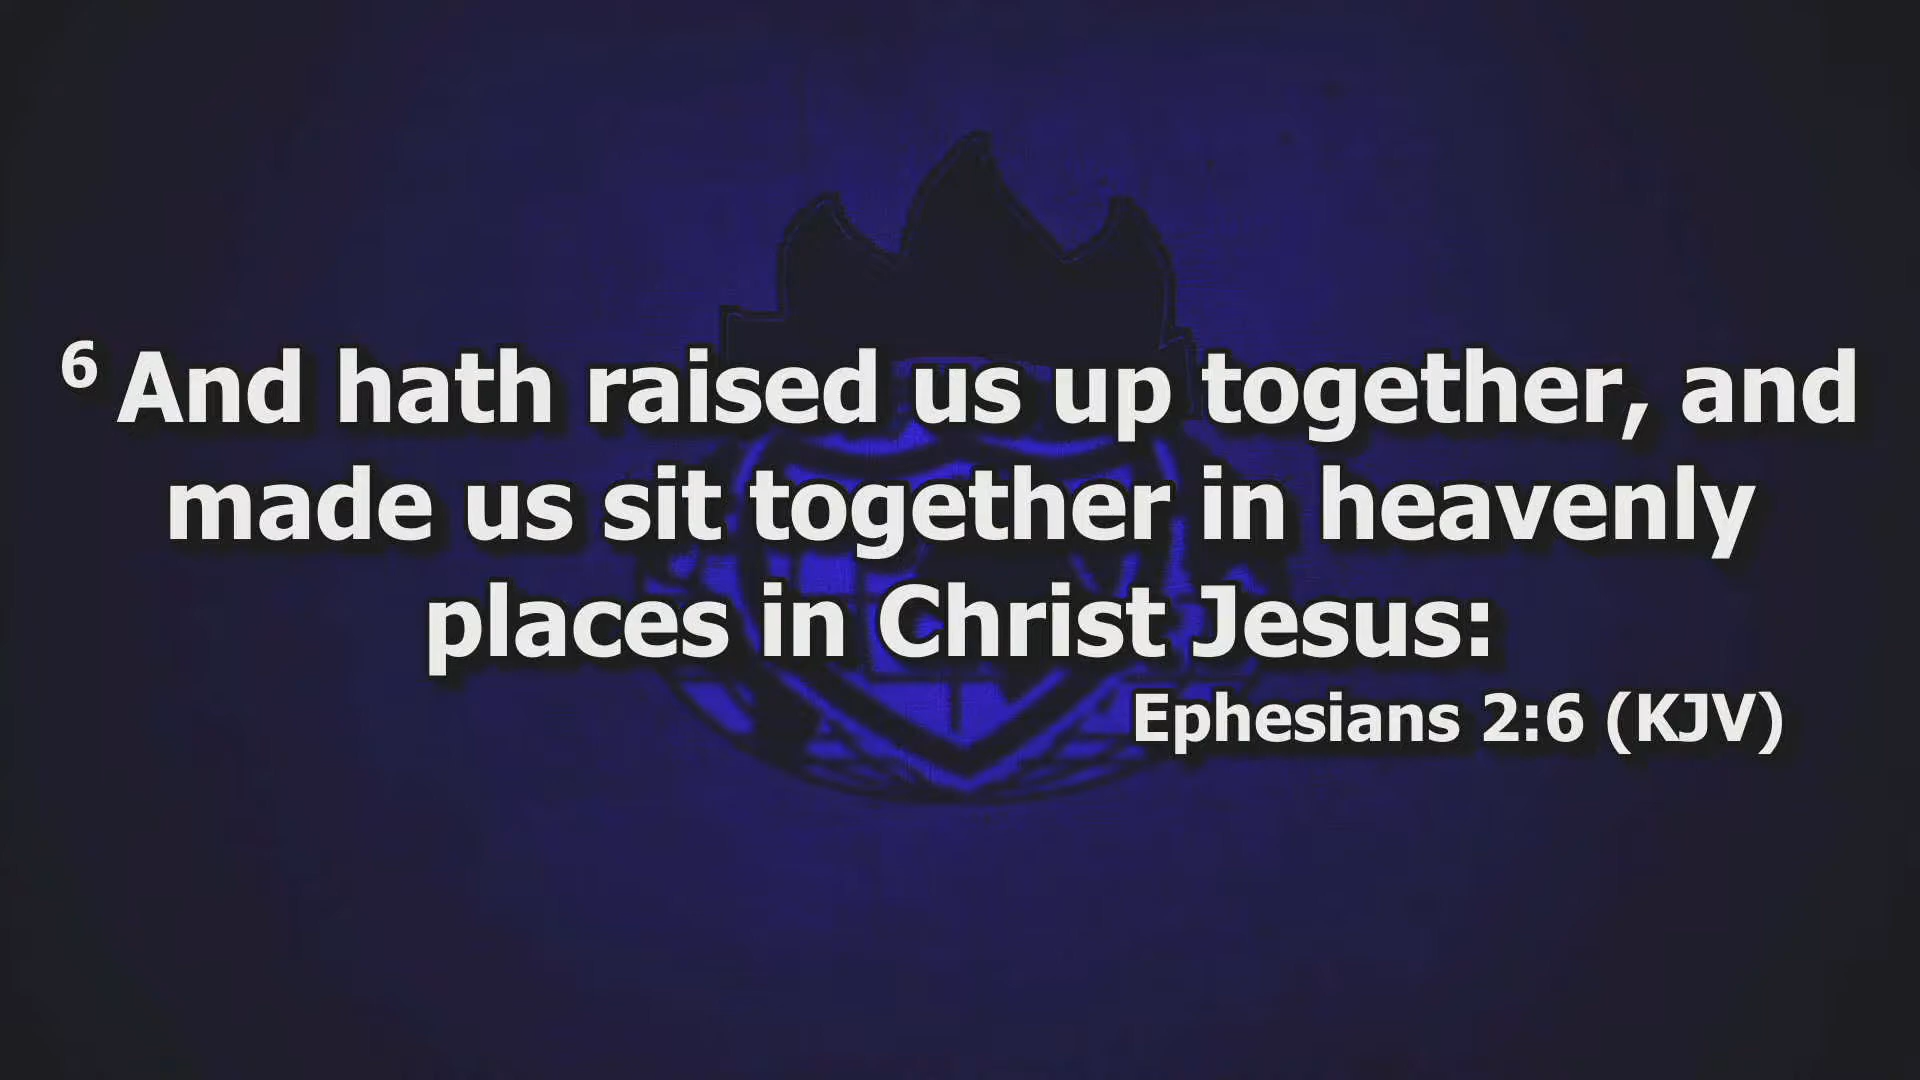 6 And hath raised us up together, and
made us sit together in heavenly
places in Christ Jesus:
Ephesians 2:6 (KJV)